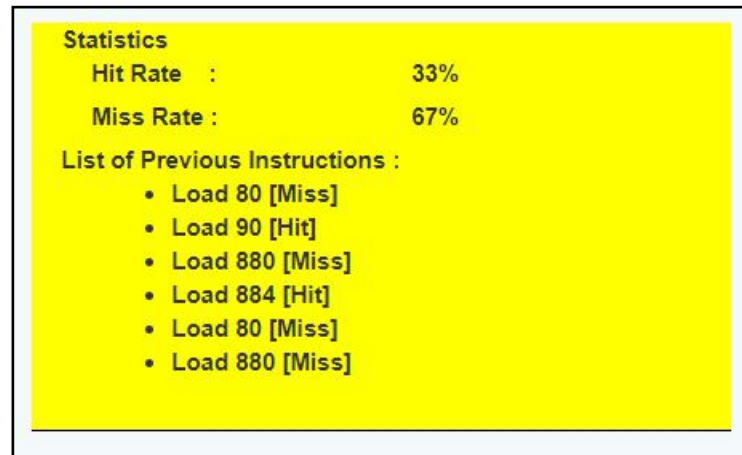 Statistics
Hit Rate : 33%
Miss Rate : 67%
List of Previous Instructions :
• Load 80 [Miss]
• Load 90 [Hit]
• Load 880 [Miss]
• Load 884 [Hit]
• Load 80 [Miss]
• Load 880 [Miss]